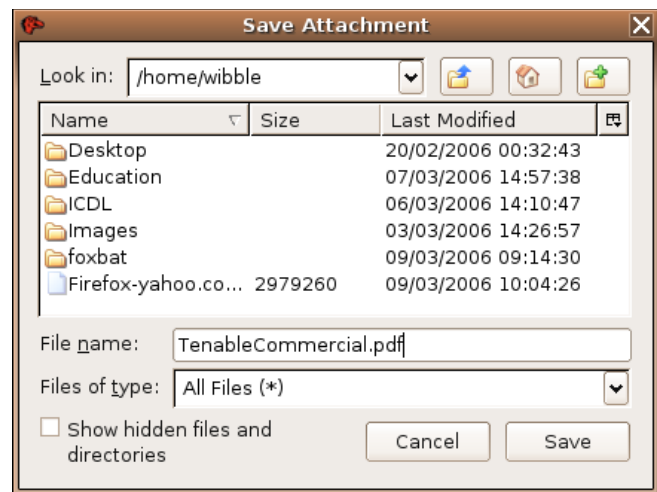 Save Attachment
Look in: /home/wibble
Name Size Last Modified
Desktop 20/02/2006 00:32:43
Education 07/03/2006 14:57:38
ICDL 06/03/2006 14:10:47
Images 03/03/2006 14:26:57
foxbat 09/03/2006 09:14:30
Firefox-yahoo.co... 2979260 09/03/2006 10:04:26
File name: TenableCommercial.pdf
Files of type: All Files (*)
Show hidden files and
directories
Cancel Save